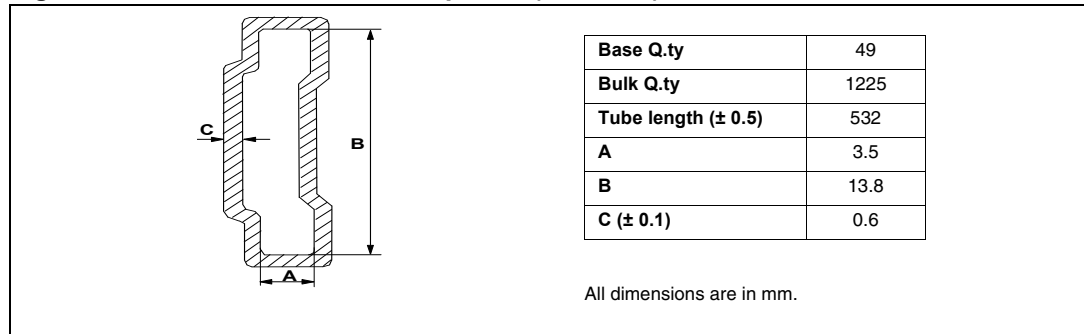 C
B
A
Base Q.ty 49
Bulk Q.ty 1225
Tube length (± 0.5) 532
A 3.5
B 13.8
C (± 0.1) 0.6
All dimensions are in mm.